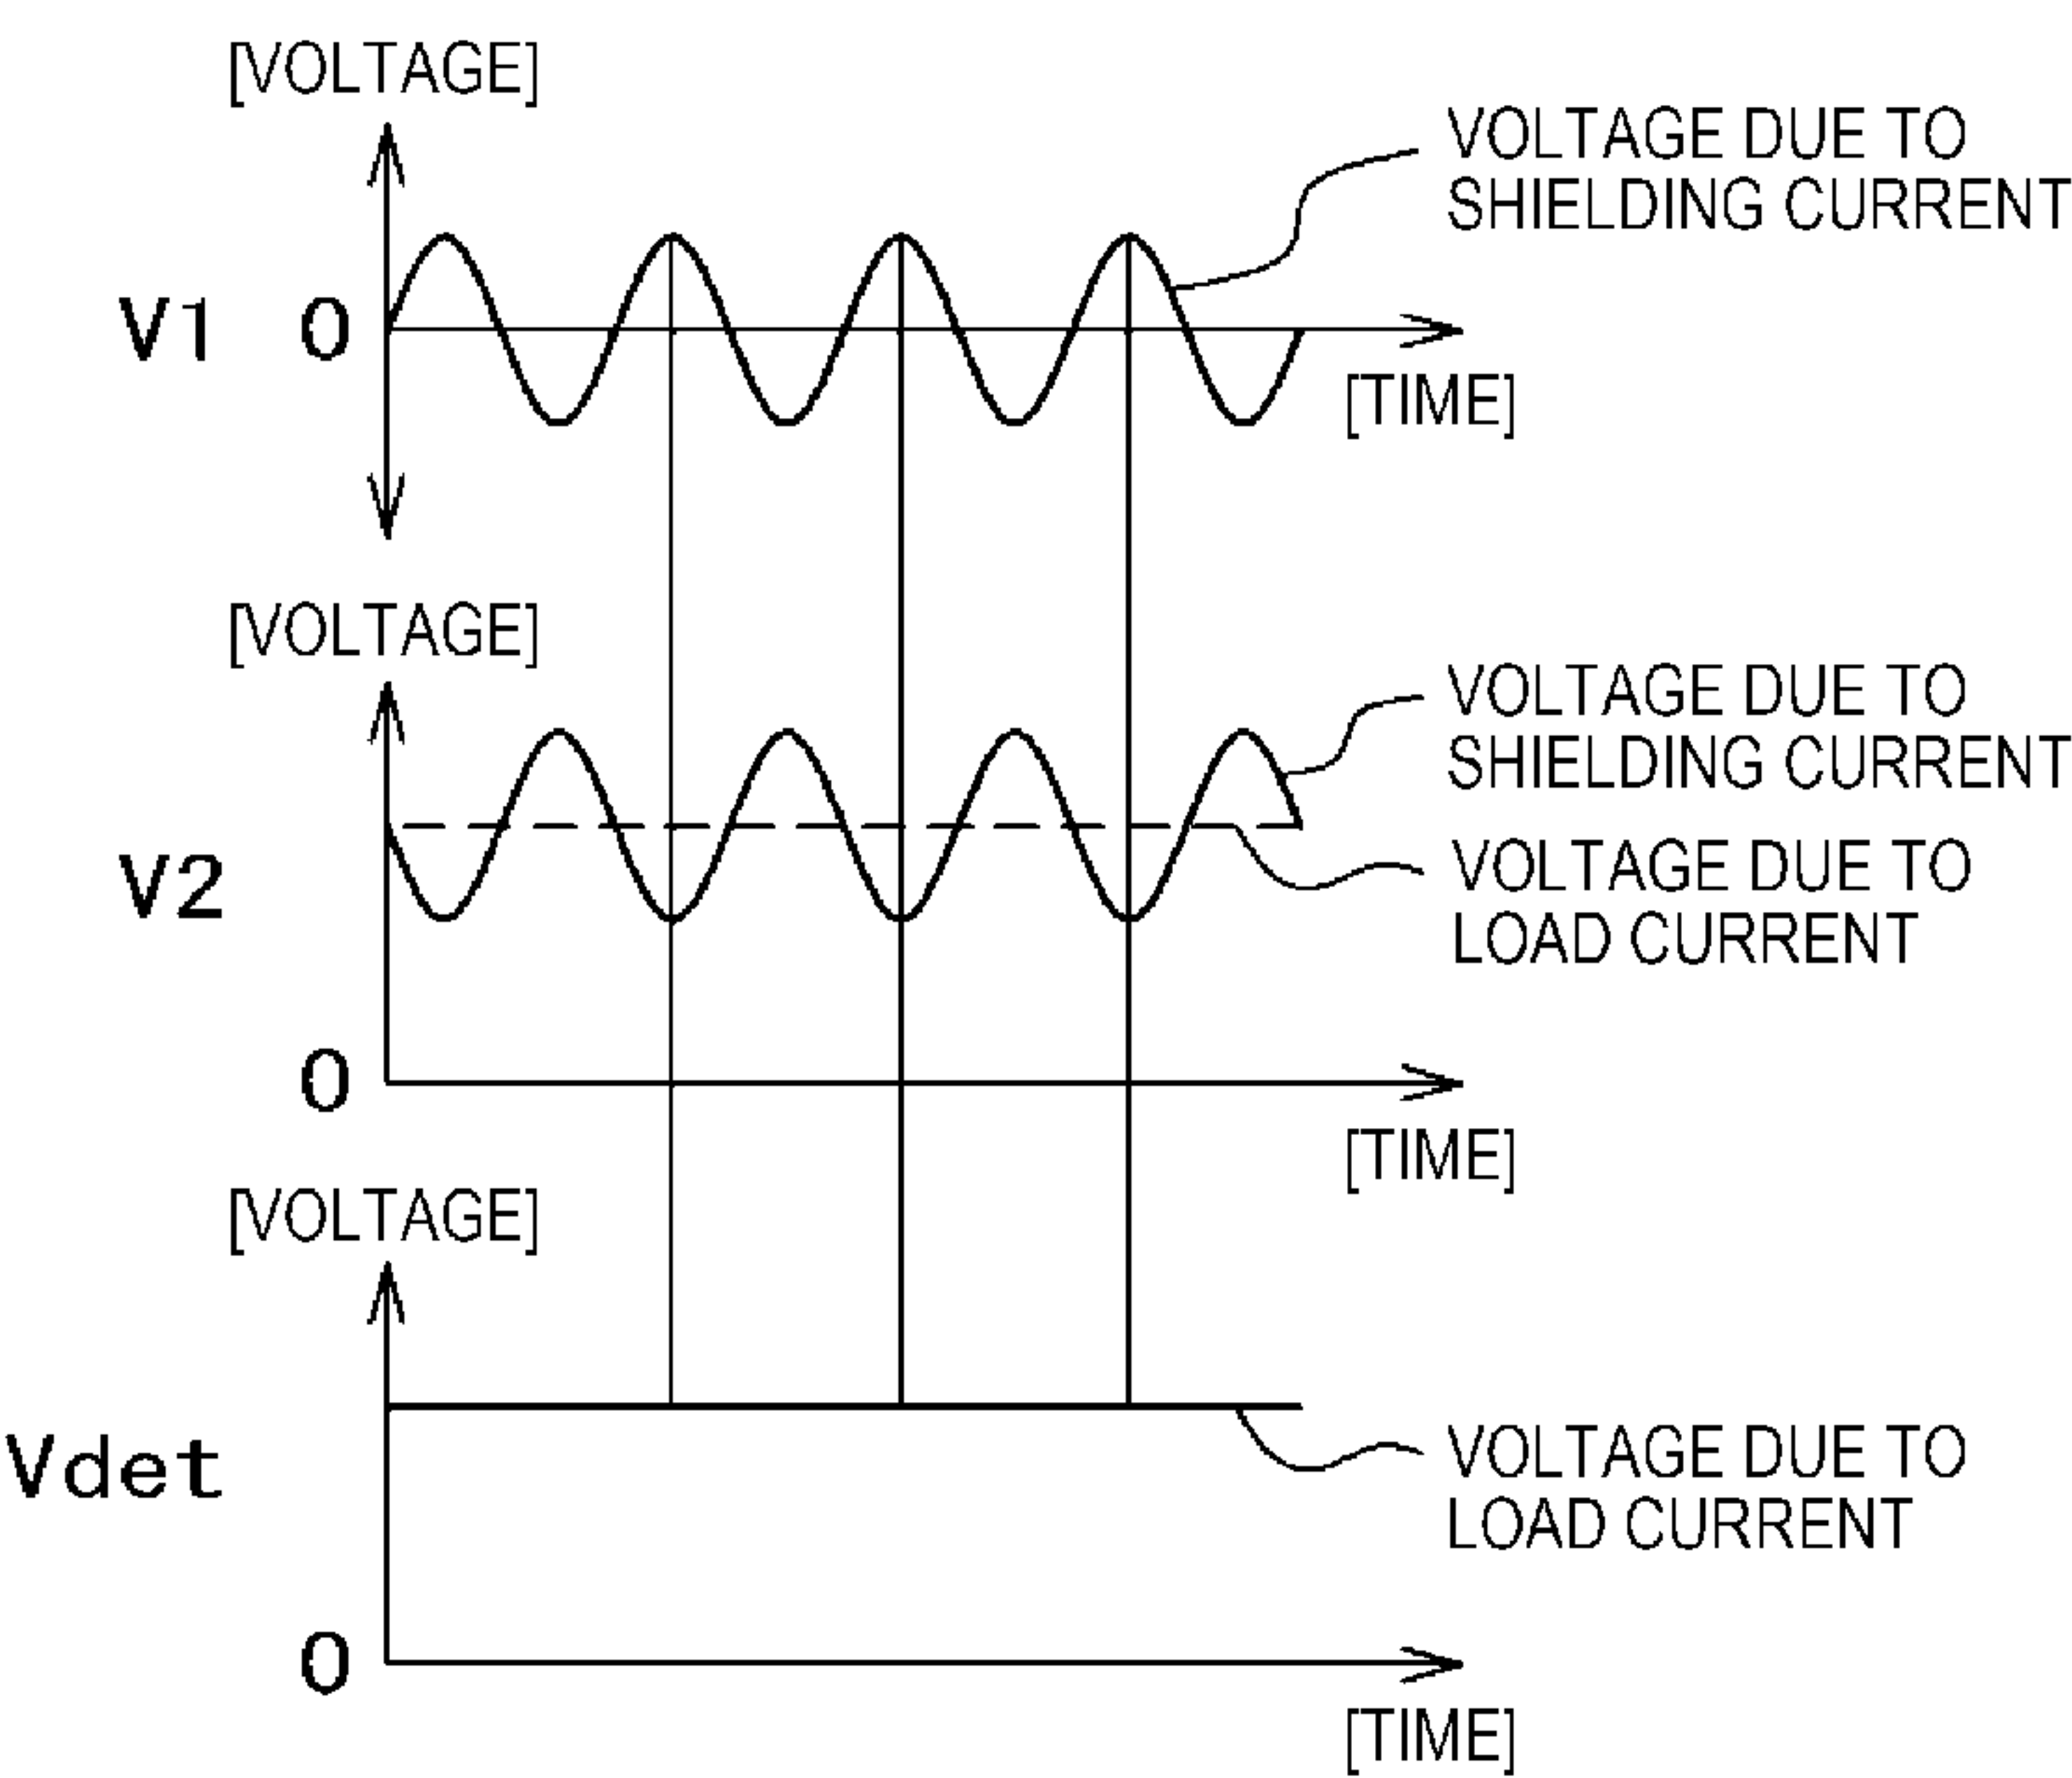 [VOLTAGE]
VOLTAGE DUE TO
SHIELDING CURRENT
V1
0
[TIME]
[VOLTAGE]
VOLTAGE DUE TO
SHIELDING CURRENT
VOLTAGE DUE TO
LOAD CURRENT
V2
0
[TIME]
[VOLTAGE]
VOLTAGE DUE TO
LOAD CURRENT
Vdet
0
[TIME]